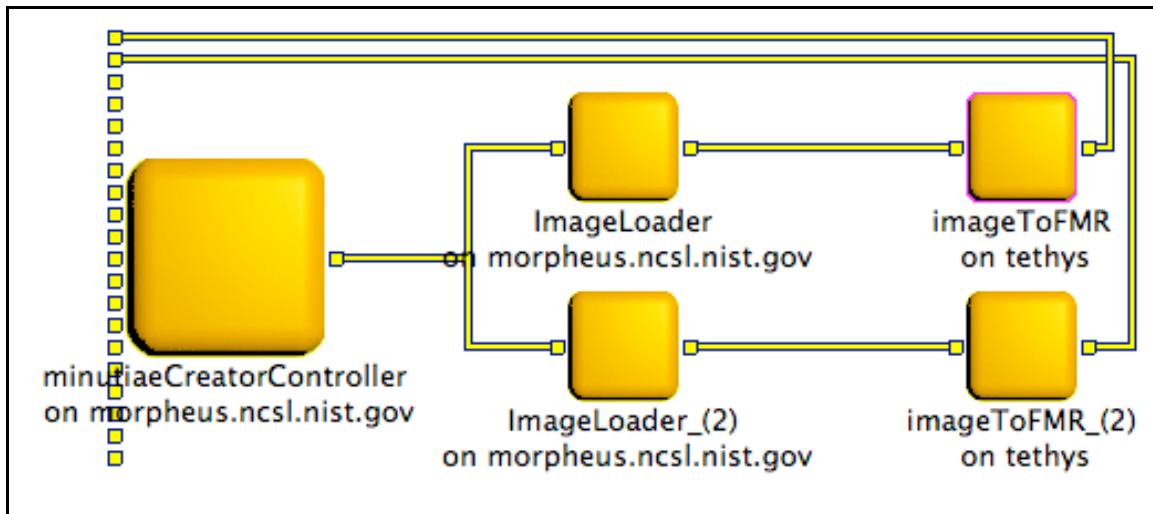 ImageLoader
on morpheus.ncsl.nist.gov
imageToFMR
on tethys
minutiaeCreatorController
on morpheus.ncsl.nist.gov
ImageLoader_(2)
on morpheus.ncsl.nist.gov
imageToFMR_(2)
on tethys